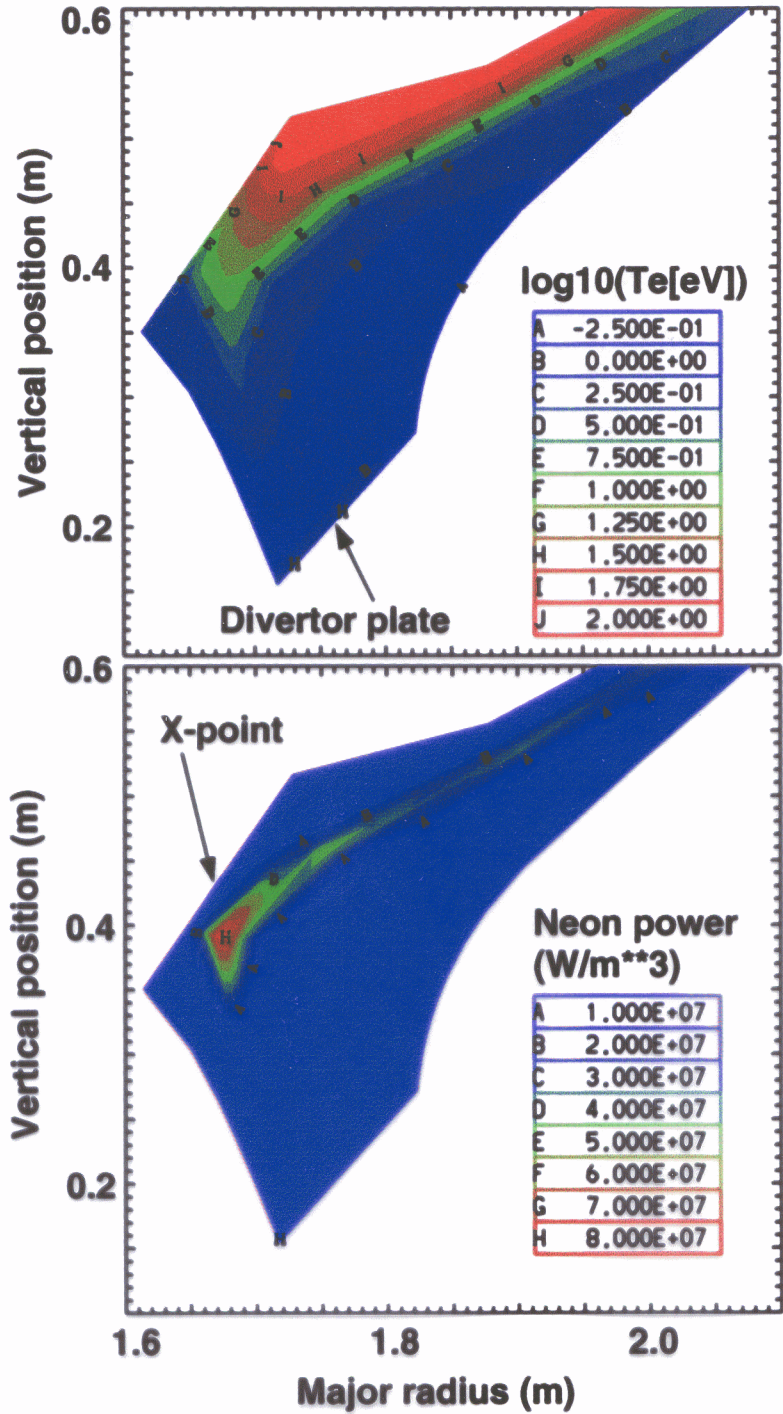 0.6
0.4
0.2
Vertical position (m)
log10(Te[eV])
A -2.500E-01
B 0.000E+00
C 2.500E-01
D 5.000E-01
E 7.500E-01
F 1.000E+00
G 1.250E+00
H 1.500E+00
I 1.750E+00
J 2.000E+00
Divertor plate
0.6
0.4
0.2
Vertical position (m)
X-point
H
Neon power
(W/m**3)
A 1.000E+07
B 2.000E+07
C 3.000E+07
D 4.000E+07
E 5.000E+07
F 6.000E+07
G 7.000E+07
H 8.000E+07
1.6 1.8 2.0
Major radius (m)